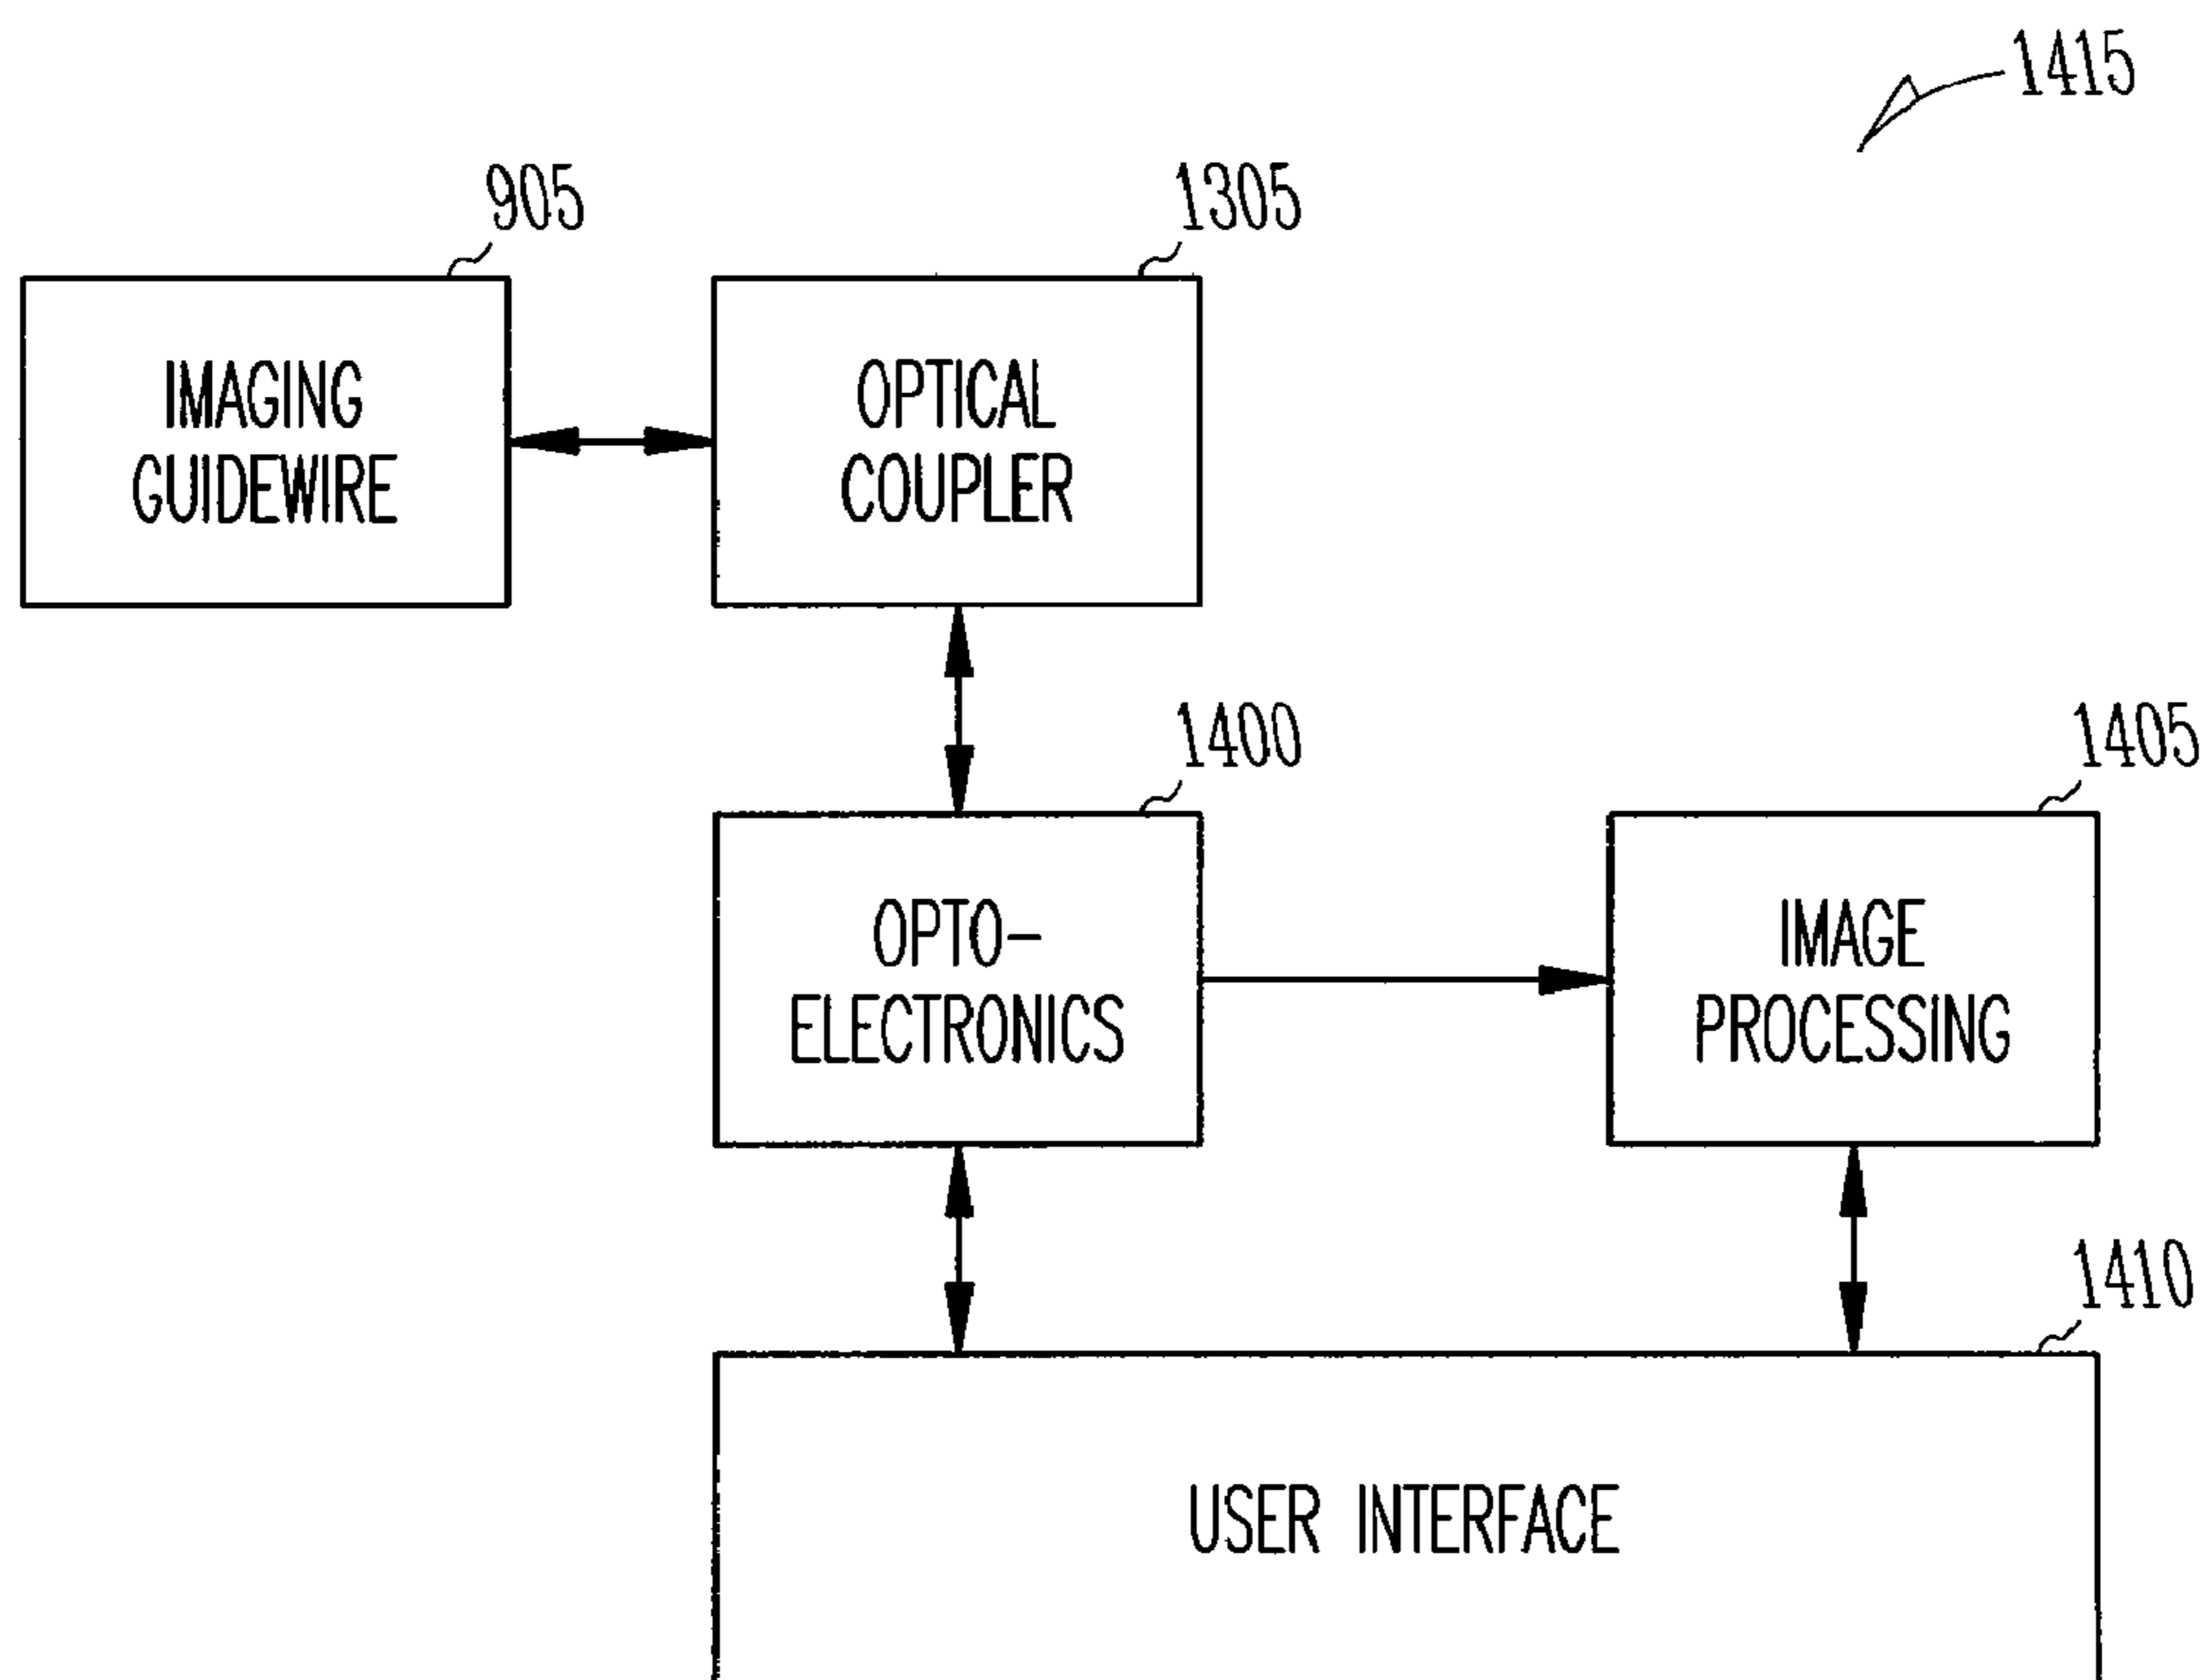 1415
905
1305
IMAGING
GUIDEWIRE
OPTICAL
COUPLER
1400
1405
OPTO-
ELECTRONICS
IMAGE
PROCESSING
1410
USER INTERFACE